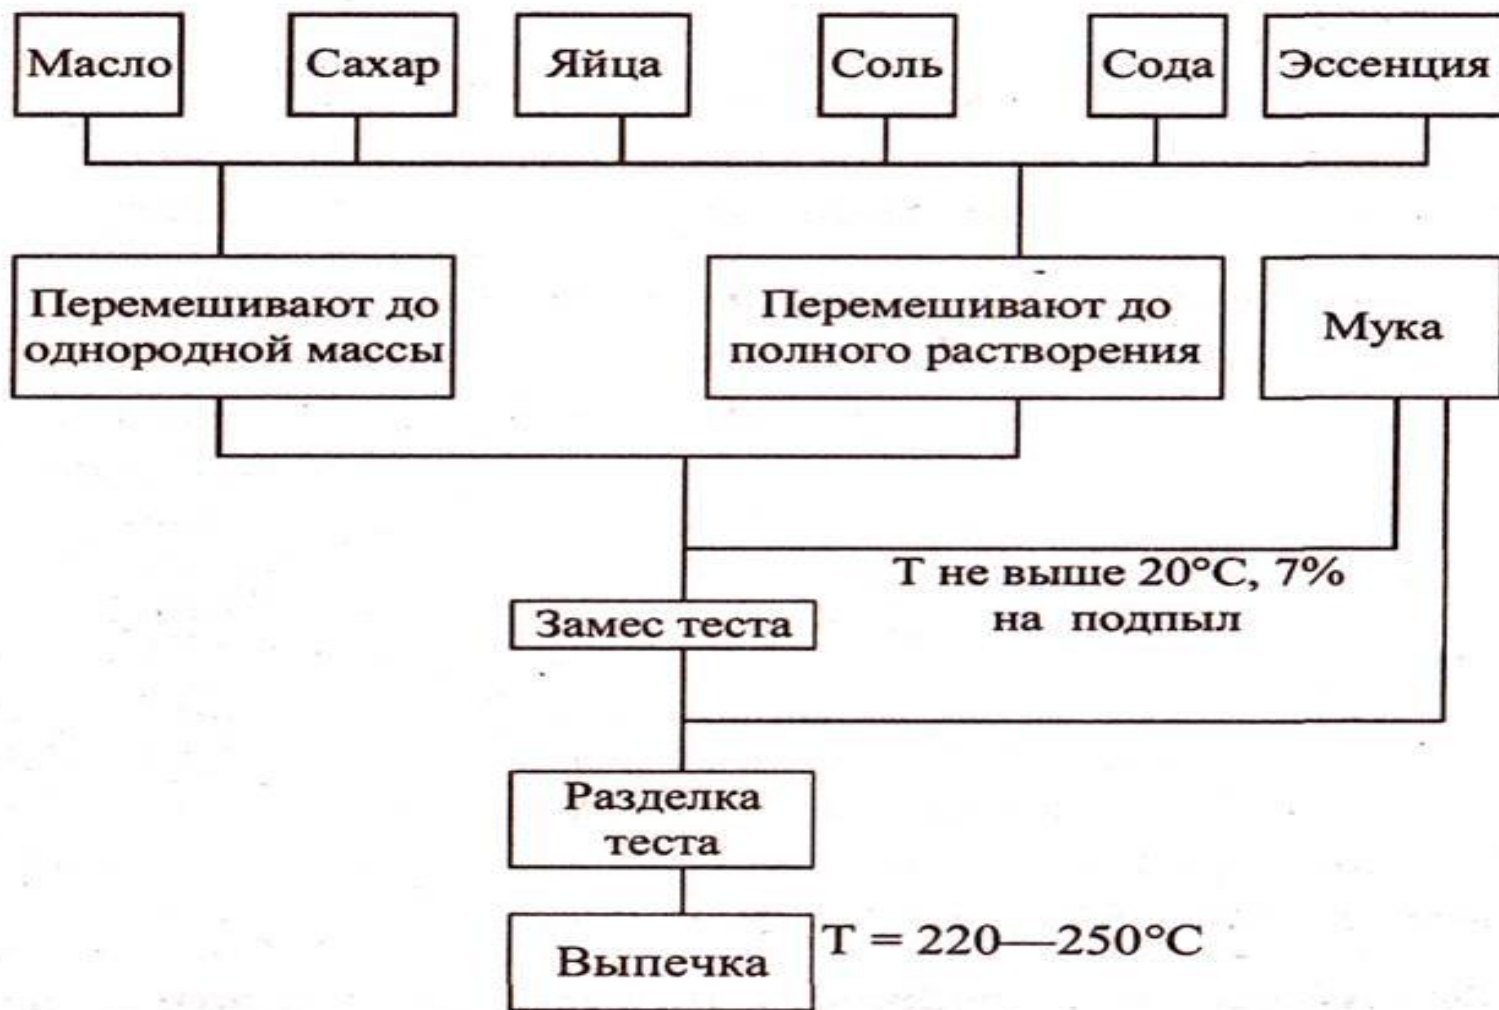 Масло
Сахар
Яйца
Соль
Сода
Эссенция
Перемешивают до
однородной массы
Перемешивают до
полного растворения
Мука
Т не выше 20°С, 7%
на подпыл
Замес теста
Разделка
теста
Выпечка
Т = 220—250°С